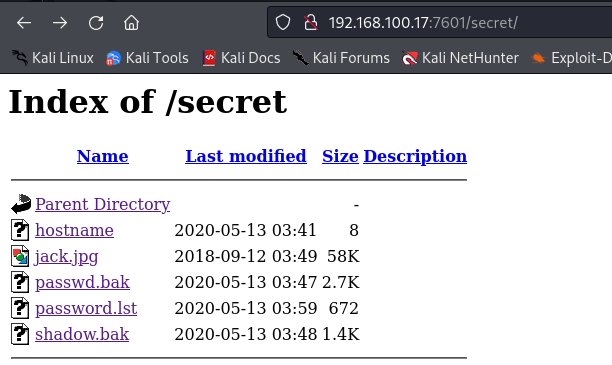 192.168.100.17:7601/secret/
Kali Linux Kali Tools Kali Docs Kali Forums Kali NetHunter Exploit-D
Index of /secret
Name Last modified Size Description
Parent Directory -
hostname 2020-05-13 03:41 8
jack.jpg 2018-09-12 03:49 58K
passwd.bak 2020-05-13 03:47 2.7K
password.lst 2020-05-13 03:59 672
shadow.bak 2020-05-13 03:48 1.4K